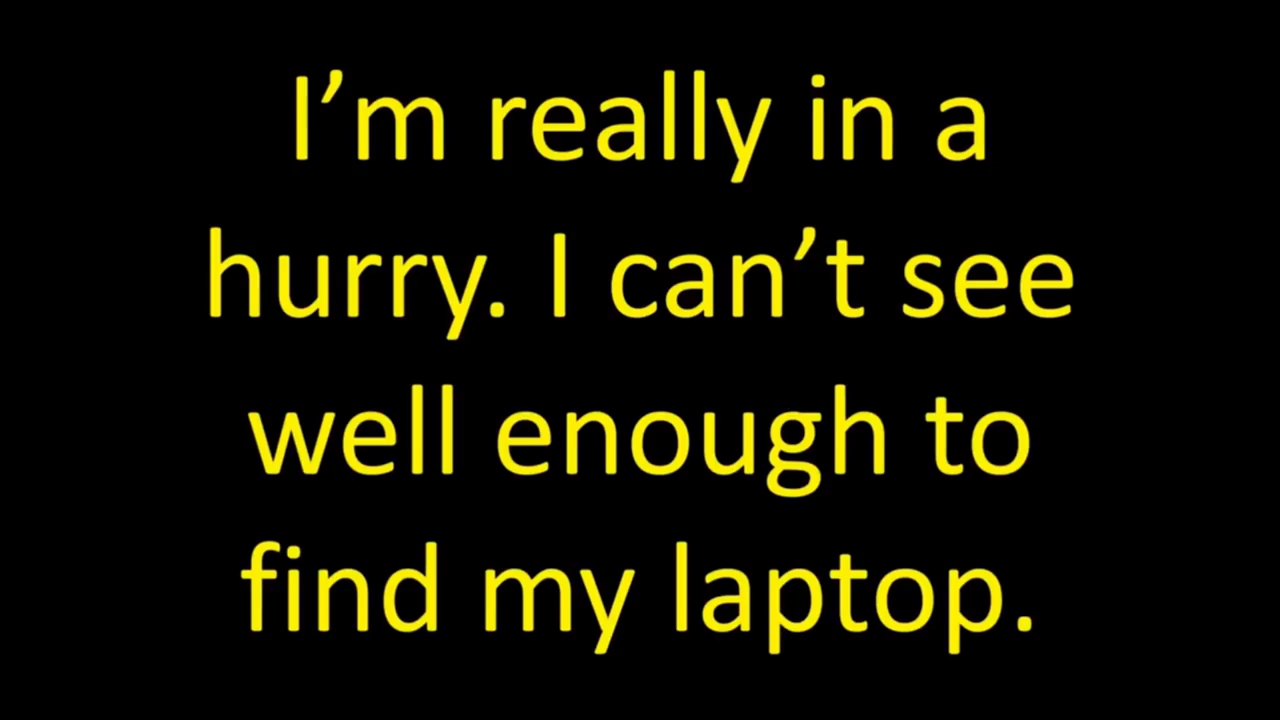 I’m really in a
hurry. I can’t see
well enough to
find my laptop.